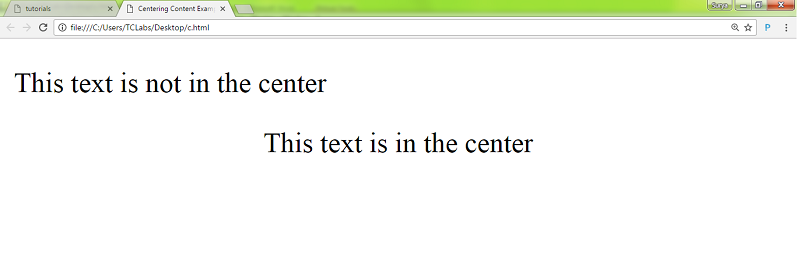 tutorials
Centering Content Exam
Surya
file:///C:/Users/TCLabs/Desktop/c.html
P
This text is not in the center
This text is in the center